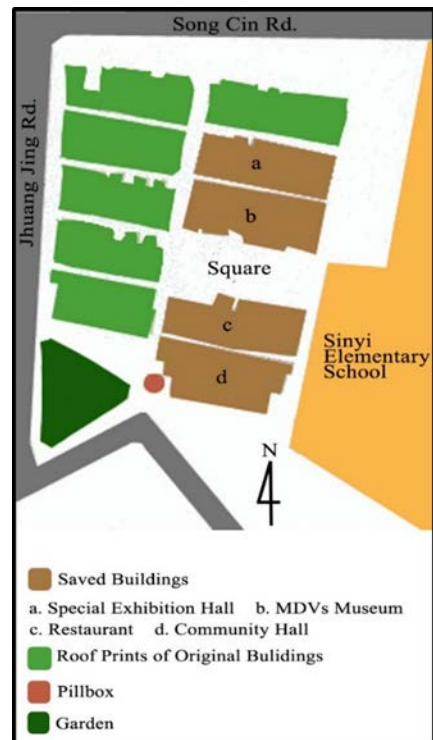 Song Cin Rd.
Jhuang Jing Rd.
a
b
Square
c
d
Sinyi
Elementary
School
N
Saved Buildings
a. Special Exhibition Hall b. MDVs Museum
c. Restaurant d. Community Hall
Roof Prints of Original Bulidings
Pillbox
Garden